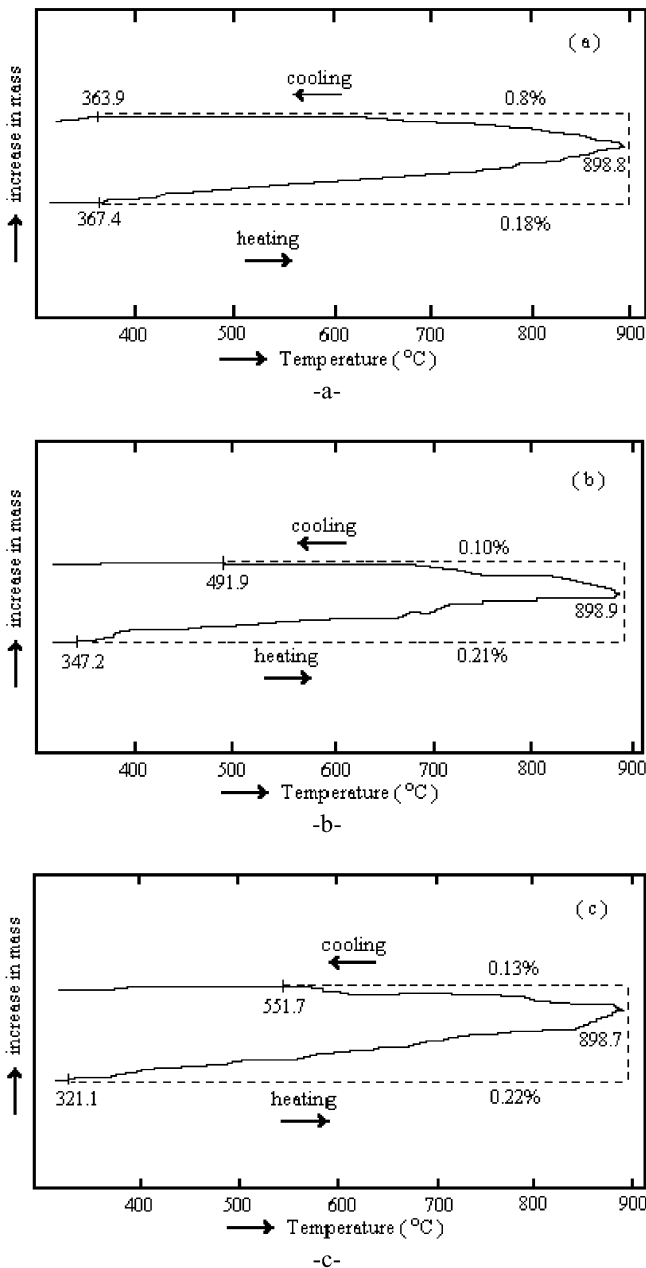 (a)
cooling
363.9
0.8%
increase in mass
898.8
367.4
0.18%
heating
400 500 600 700 800 900
Temperature (°C)
-a-
(b)
cooling
0.10%
increase in mass
491.9
898.9
347.2
heating
0.21%
400 500 600 700 800 900
Temperature (°C)
-b-
(c)
cooling
0.13%
increase in mass
551.7
898.7
321.1
heating
0.22%
400 500 600 700 800 900
Temperature (°C)
-c-